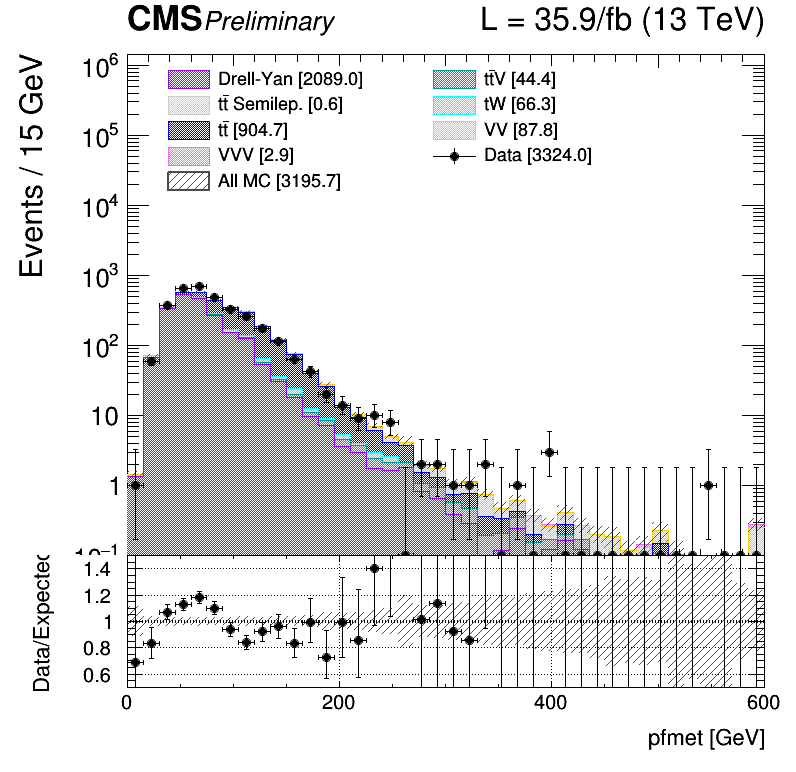 CMS Preliminary L = 35.9/fb (13 TeV)
Events / 15 GeV
10⁶
10⁵
10⁴
10³
10²
10
1
10⁻¹
Drell-Yan [2089.0]
tt̄ Semilep. [0.6]
tt̄ [904.7]
VVV [2.9]
All MC [3195.7]
tt̄V [44.4]
tW [66.3]
VV [87.8]
Data [3324.0]
Data/Expected
1.4
1.2
1
0.8
0.6
0 200 400 600
pfmet [GeV]